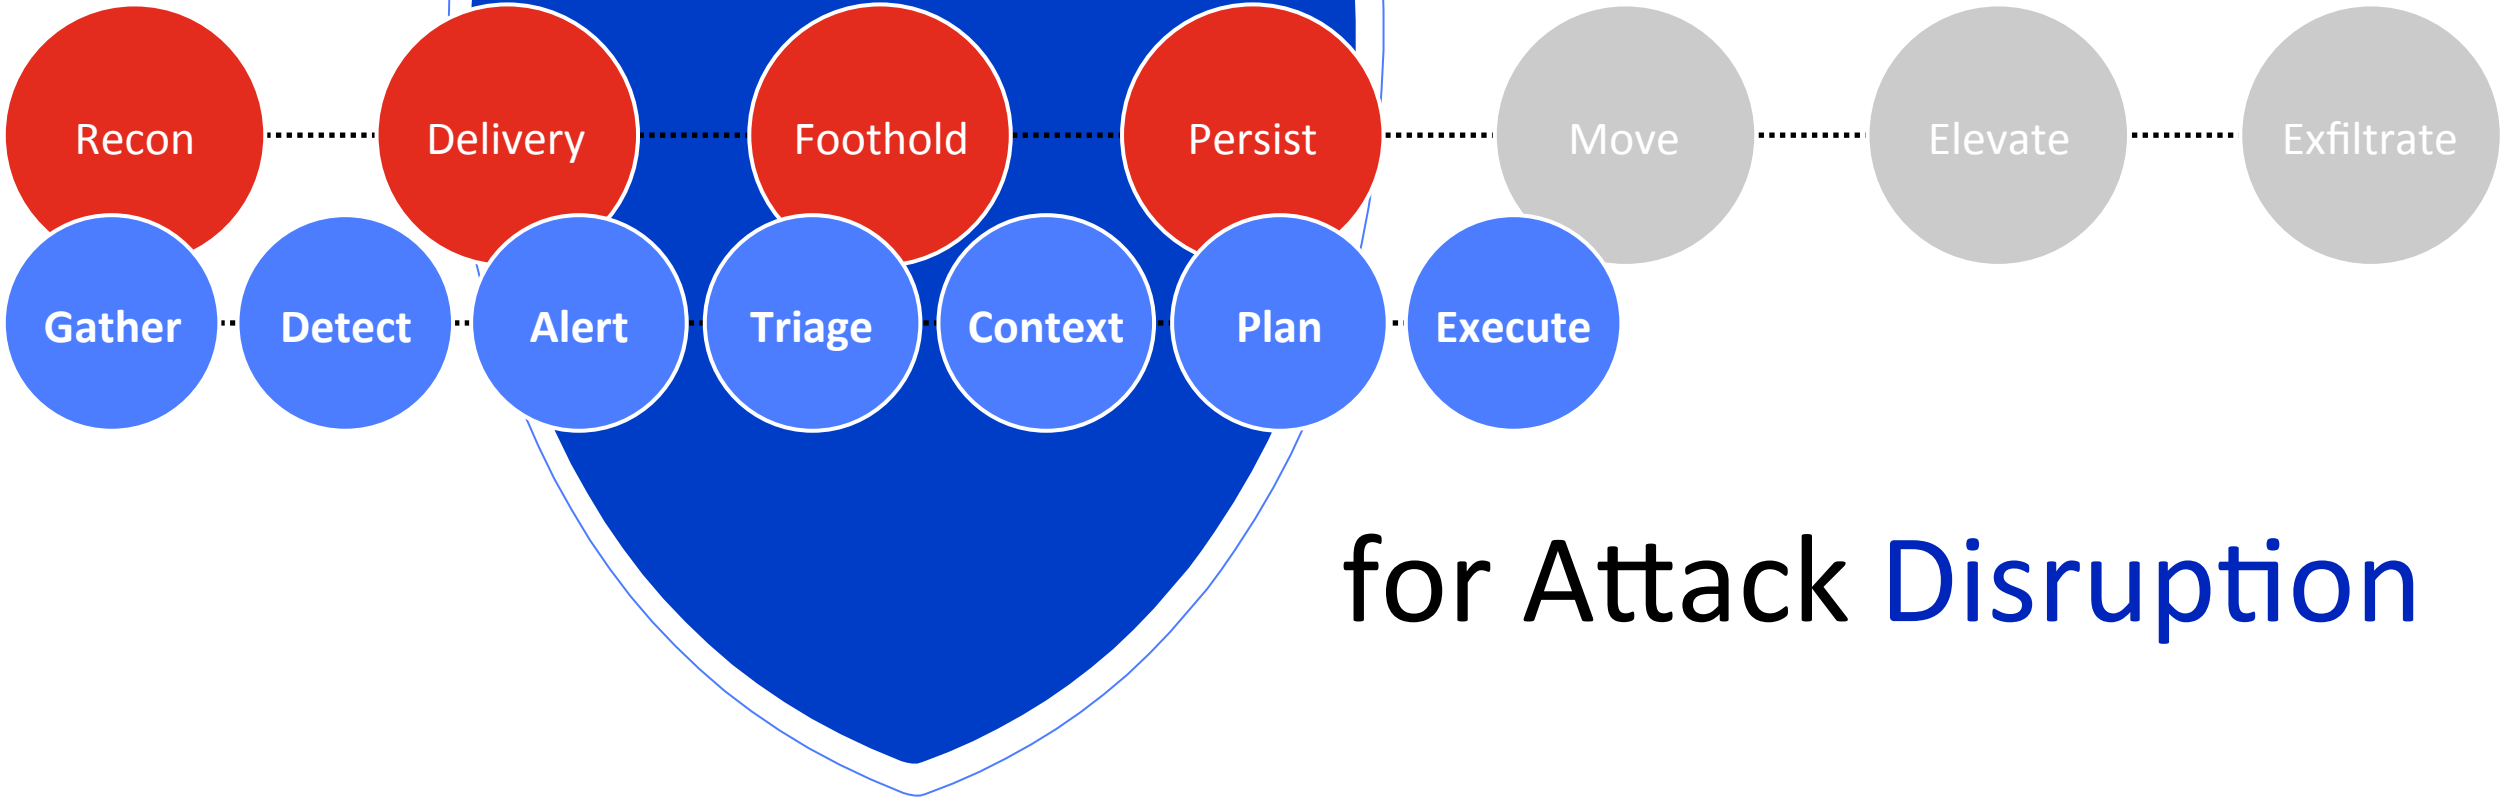 Recon Delivery Foothold Persist Move Elevate Exfiltrate
Gather Detect Alert Triage Context Plan Execute
for Attack Disruption